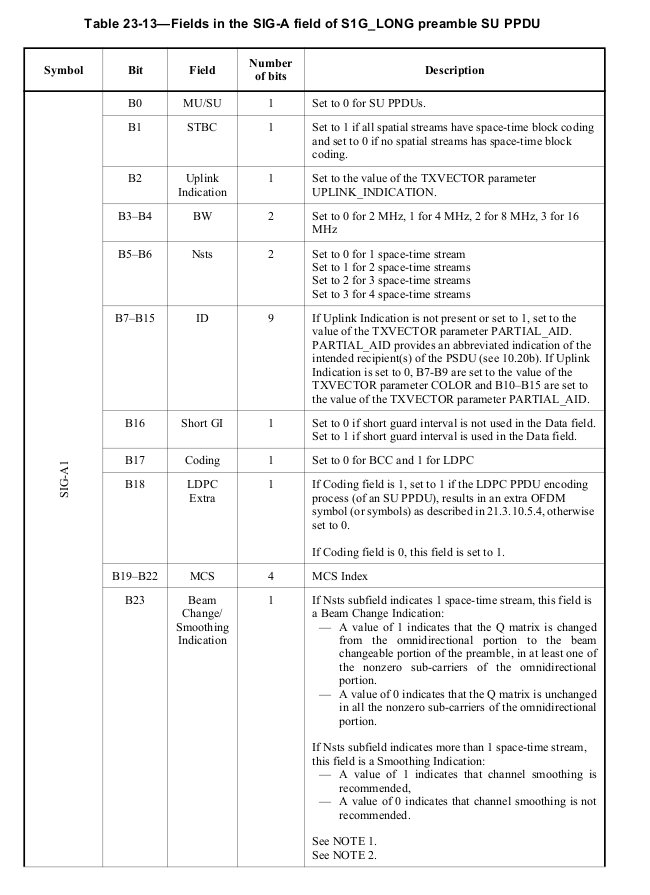 Table 23-13—Fields in the SIG-A field of S1G_LONG preamble SU PPDU
Symbol
Bit
Field
Number
of bits
Description
SIG-A1
B0
MU/SU
1
Set to 0 for SU PPDUs.
B1
STBC
1
Set to 1 if all spatial streams have space-time block coding
and set to 0 if no spatial streams has space-time block
coding.
B2
Uplink
Indication
1
Set to the value of the TXVECTOR parameter
UPLINK_INDICATION.
B3–B4
BW
2
Set to 0 for 2 MHz, 1 for 4 MHz, 2 for 8 MHz, 3 for 16
MHz
B5–B6
Nsts
2
Set to 0 for 1 space-time stream
Set to 1 for 2 space-time streams
Set to 2 for 3 space-time streams
Set to 3 for 4 space-time streams
B7–B15
ID
9
If Uplink Indication is not present or set to 1, set to the
value of the TXVECTOR parameter PARTIAL_AID.
PARTIAL_AID provides an abbreviated indication of the
intended recipient(s) of the PSDU (see 10.20b). If Uplink
Indication is set to 0, B7-B9 are set to the value of the
TXVECTOR parameter COLOR and B10–B15 are set to
the value of the TXVECTOR parameter PARTIAL_AID.
B16
Short GI
1
Set to 0 if short guard interval is not used in the Data field.
Set to 1 if short guard interval is used in the Data field.
B17
Coding
1
Set to 0 for BCC and 1 for LDPC
B18
LDPC
Extra
1
If Coding field is 1, set to 1 if the LDPC PPDU encoding
process (of an SU PPDU), results in an extra OFDM
symbol (or symbols) as described in 21.3.10.5.4, otherwise
set to 0.
If Coding field is 0, this field is set to 1.
B19–B22
MCS
4
MCS Index
B23
Beam
Change/
Smoothing
Indication
1
If Nsts subfield indicates 1 space-time stream, this field is
a Beam Change Indication:
— A value of 1 indicates that the Q matrix is changed
from the omnidirectional portion to the beam
changeable portion of the preamble, in at least one of
the nonzero sub-carriers of the omnidirectional
portion.
— A value of 0 indicates that the Q matrix is unchanged
in all the nonzero sub-carriers of the omnidirectional
portion.
If Nsts subfield indicates more than 1 space-time stream,
this field is a Smoothing Indication:
— A value of 1 indicates that channel smoothing is
recommended,
— A value of 0 indicates that channel smoothing is not
recommended.
See NOTE 1.
See NOTE 2.